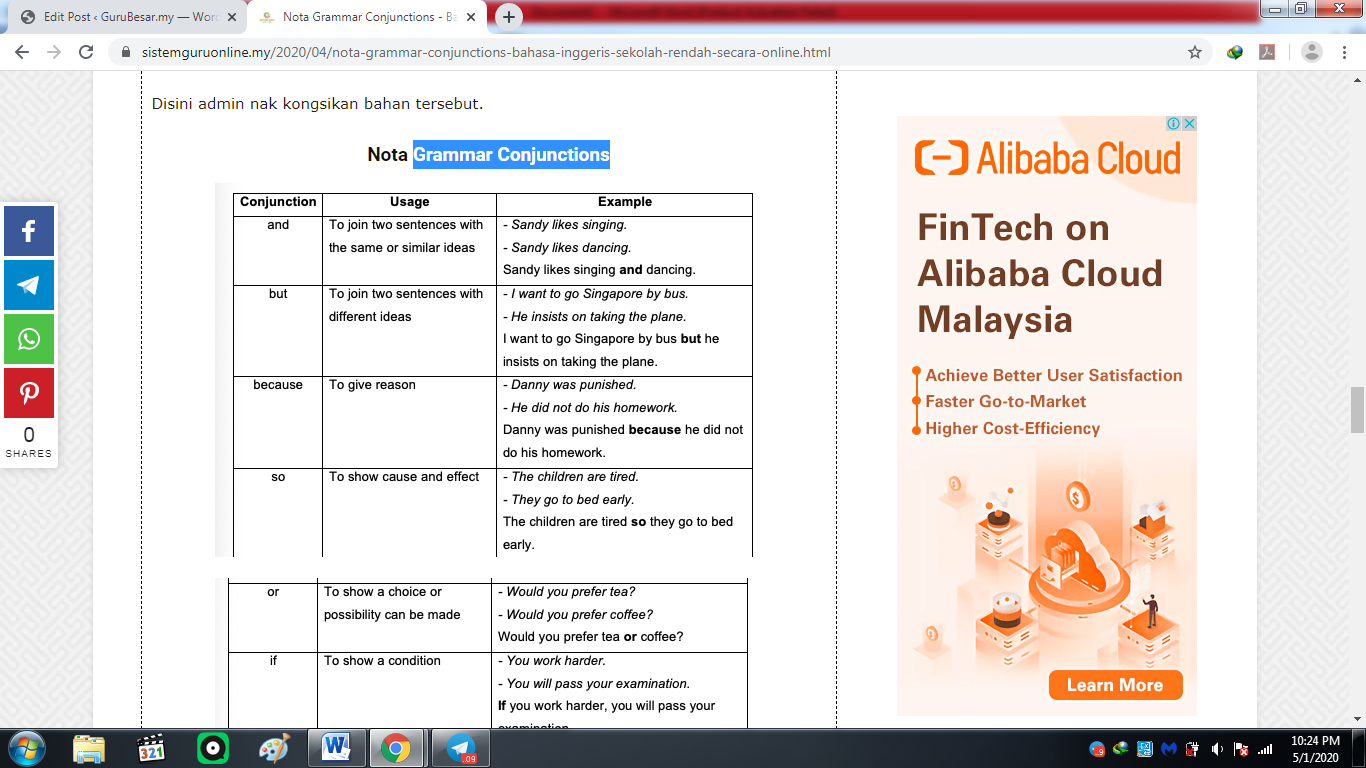 Edit Post ‹ GuruBesar.my — Word
Nota Grammar Conjunctions - Ba
sistemguruonline.my/2020/04/nota-grammar-conjunctions-bahasa-inggeris-sekolah-rendah-secara-online.html
Disini admin nak kongsikan bahan tersebut.
Nota Grammar Conjunctions
Conjunction Usage Example
and To join two sentences with - Sandy likes singing.
the same or similar ideas - Sandy likes dancing.
Sandy likes singing and dancing.
but To join two sentences with - I want to go Singapore by bus.
different ideas - He insists on taking the plane.
I want to go Singapore by bus but he
insists on taking the plane.
because To give reason - Danny was punished.
- He did not do his homework.
Danny was punished because he did not
do his homework.
so To show cause and effect - The children are tired.
- They go to bed early.
The children are tired so they go to bed
early.
or To show a choice or - Would you prefer tea?
possibility can be made - Would you prefer coffee?
Would you prefer tea or coffee?
if To show a condition - You work harder.
- You will pass your examination.
If you work harder, you will pass your
examination
0
SHARES
Alibaba Cloud
FinTech on
Alibaba Cloud
Malaysia
Achieve Better User Satisfaction
Faster Go-to-Market
Higher Cost-Efficiency
Learn More
321
W
.09
10:24 PM
5/1/2020